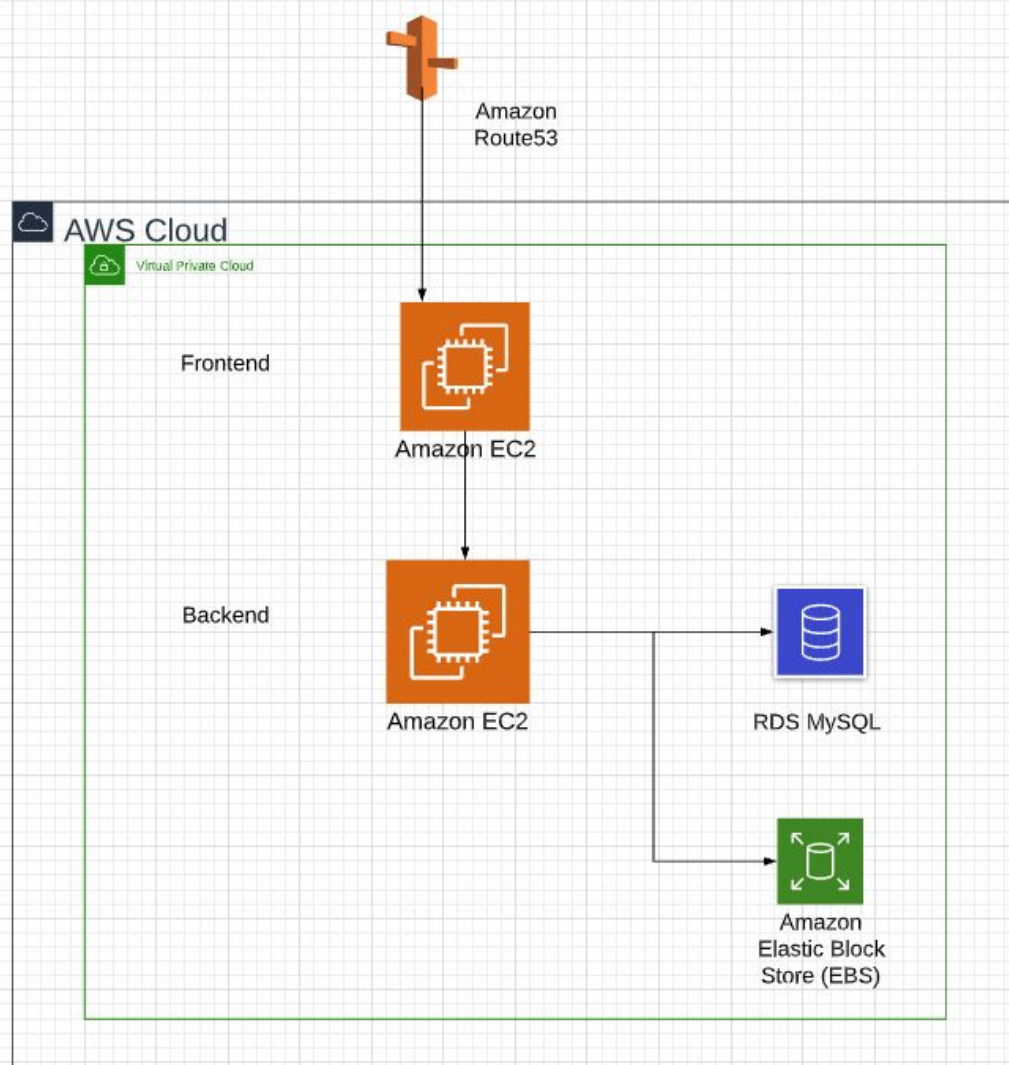 Amazon
Route53
AWS Cloud
Virtual Private Cloud
Frontend
Amazon EC2
Backend
Amazon EC2
RDS MySQL
Amazon
Elastic Block
Store (EBS)